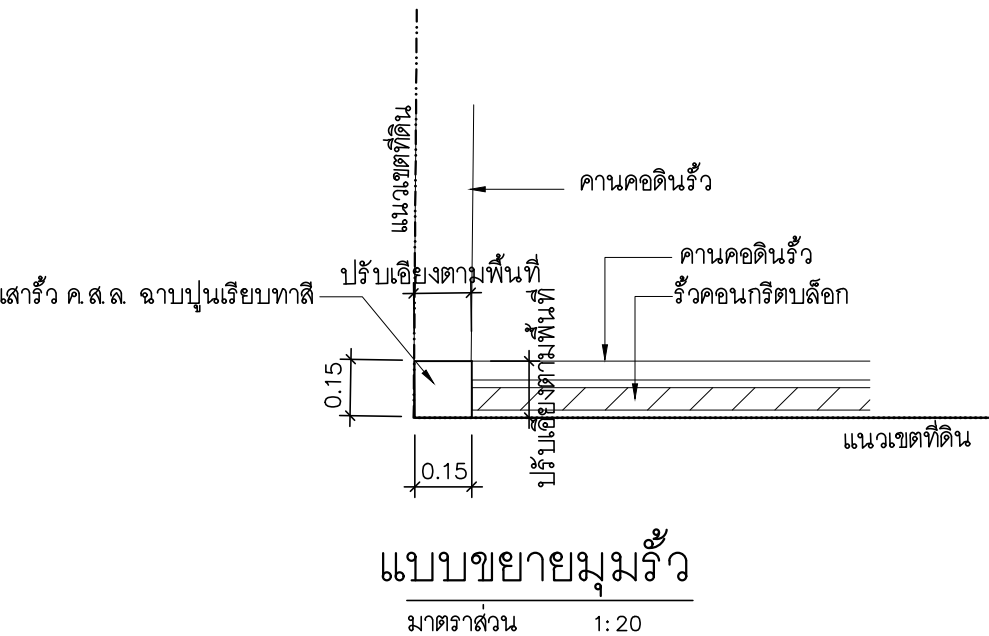 แนวเขตที่ดิน
คานคอดินรั้ว
คานคอดินรั้ว
ปรับเอียงตามพื้นที่
เสารั้ว ค.ส.ล. ฉาบปูนเรียบทาสี
รั้วคอนกรีตบล็อก
ปรับเอียงตามพื้นที่
0.15
แนวเขตที่ดิน
0.15
แบบขยายมุมรั้ว
มาตราส่วน 1:20